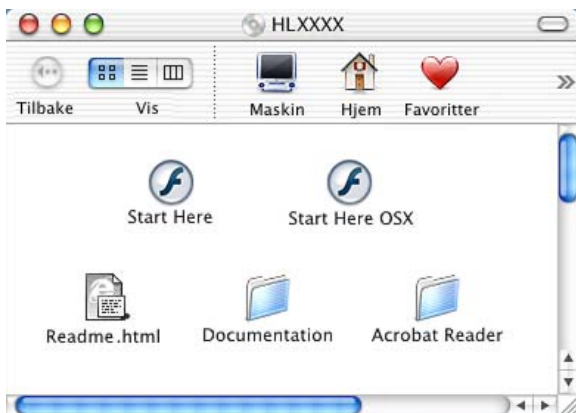 HLXXXX
Tilbake Vis Maskin Hjem Favoritter
Start Here Start Here OSX
Readme.html Documentation Acrobat Reader